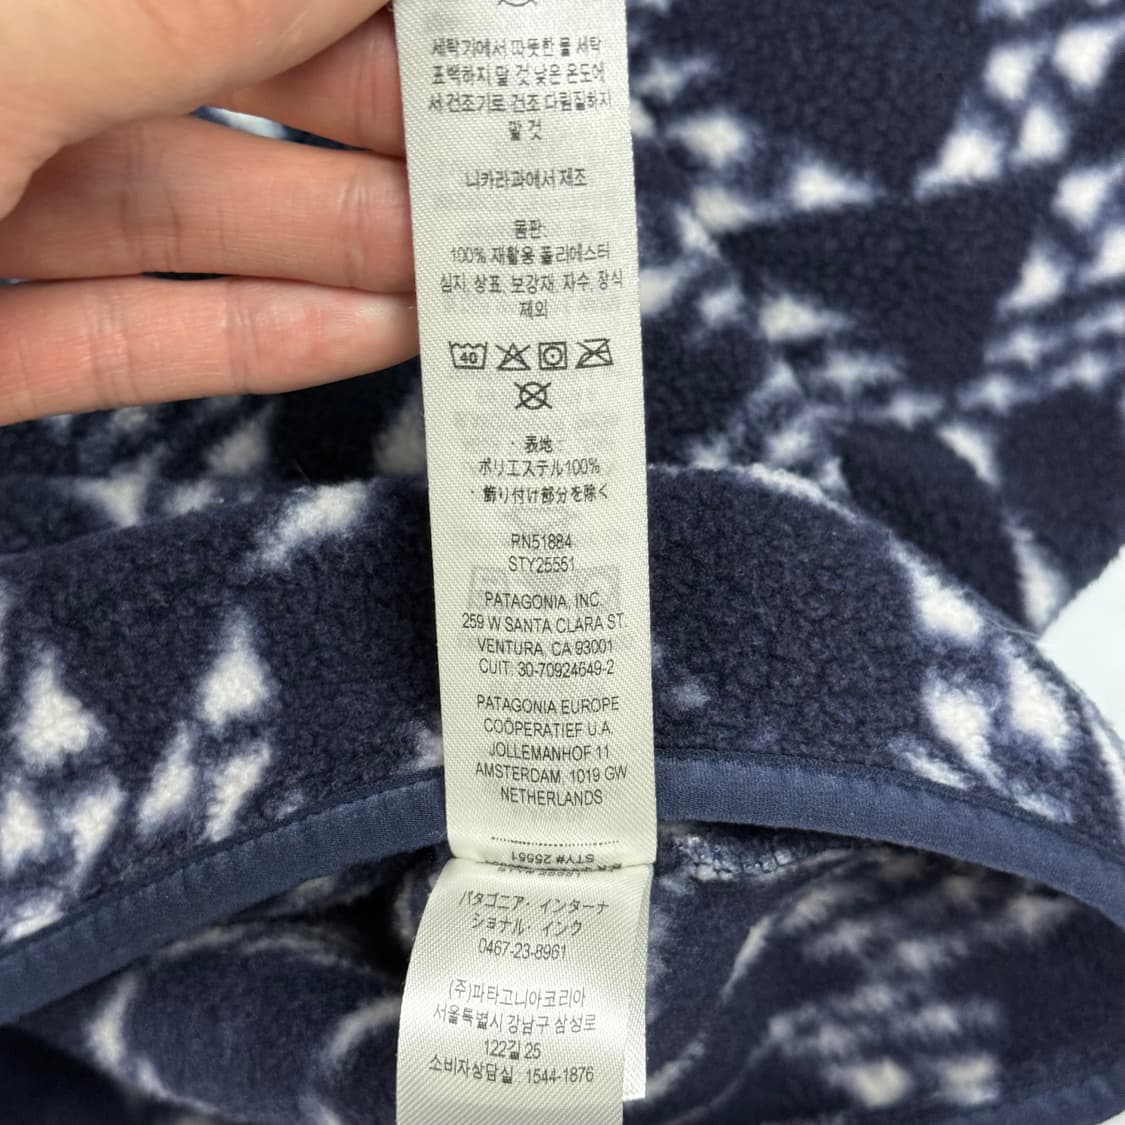 세탁기에서 따뜻한 물 세탁
표백하지 말 것 낮은 온도에
서 건조기로 건조 다림질하지
말 것
니카라과에서 제조
몸판:
100% 재활용 폴리에스터
심지, 상표, 보강재, 자수, 장식
제외
40
・表地
ポリエステル100%
・飾り付け部分を除く
RN51884
STY25551
PATAGONIA, INC.
259 W SANTA CLARA ST.
VENTURA, CA 93001
CUIT: 30-70924649-2
PATAGONIA EUROPE
COÖPERATIEF U.A.
JOLLEMANHOF 11
AMSTERDAM, 1019 GW
NETHERLANDS
STY# 25551
パタゴニア・インターナ
ショナル・インク
0467-23-8961
(주)파타고니아코리아
서울특별시 강남구 삼성로
122길 25
소비자상담실 : 1544-1876